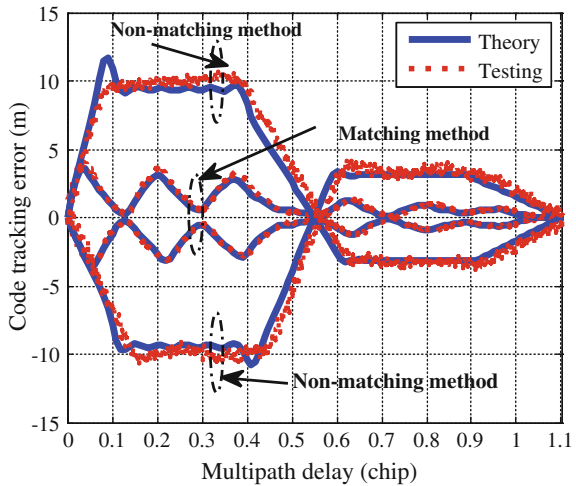 Non-matching method
Theory
Testing
Matching method
Non-matching method
Code tracking error (m)
15
10
5
0
-5
-10
-15
0 0.1 0.2 0.3 0.4 0.5 0.6 0.7 0.8 0.9 1 1.1
Multipath delay (chip)